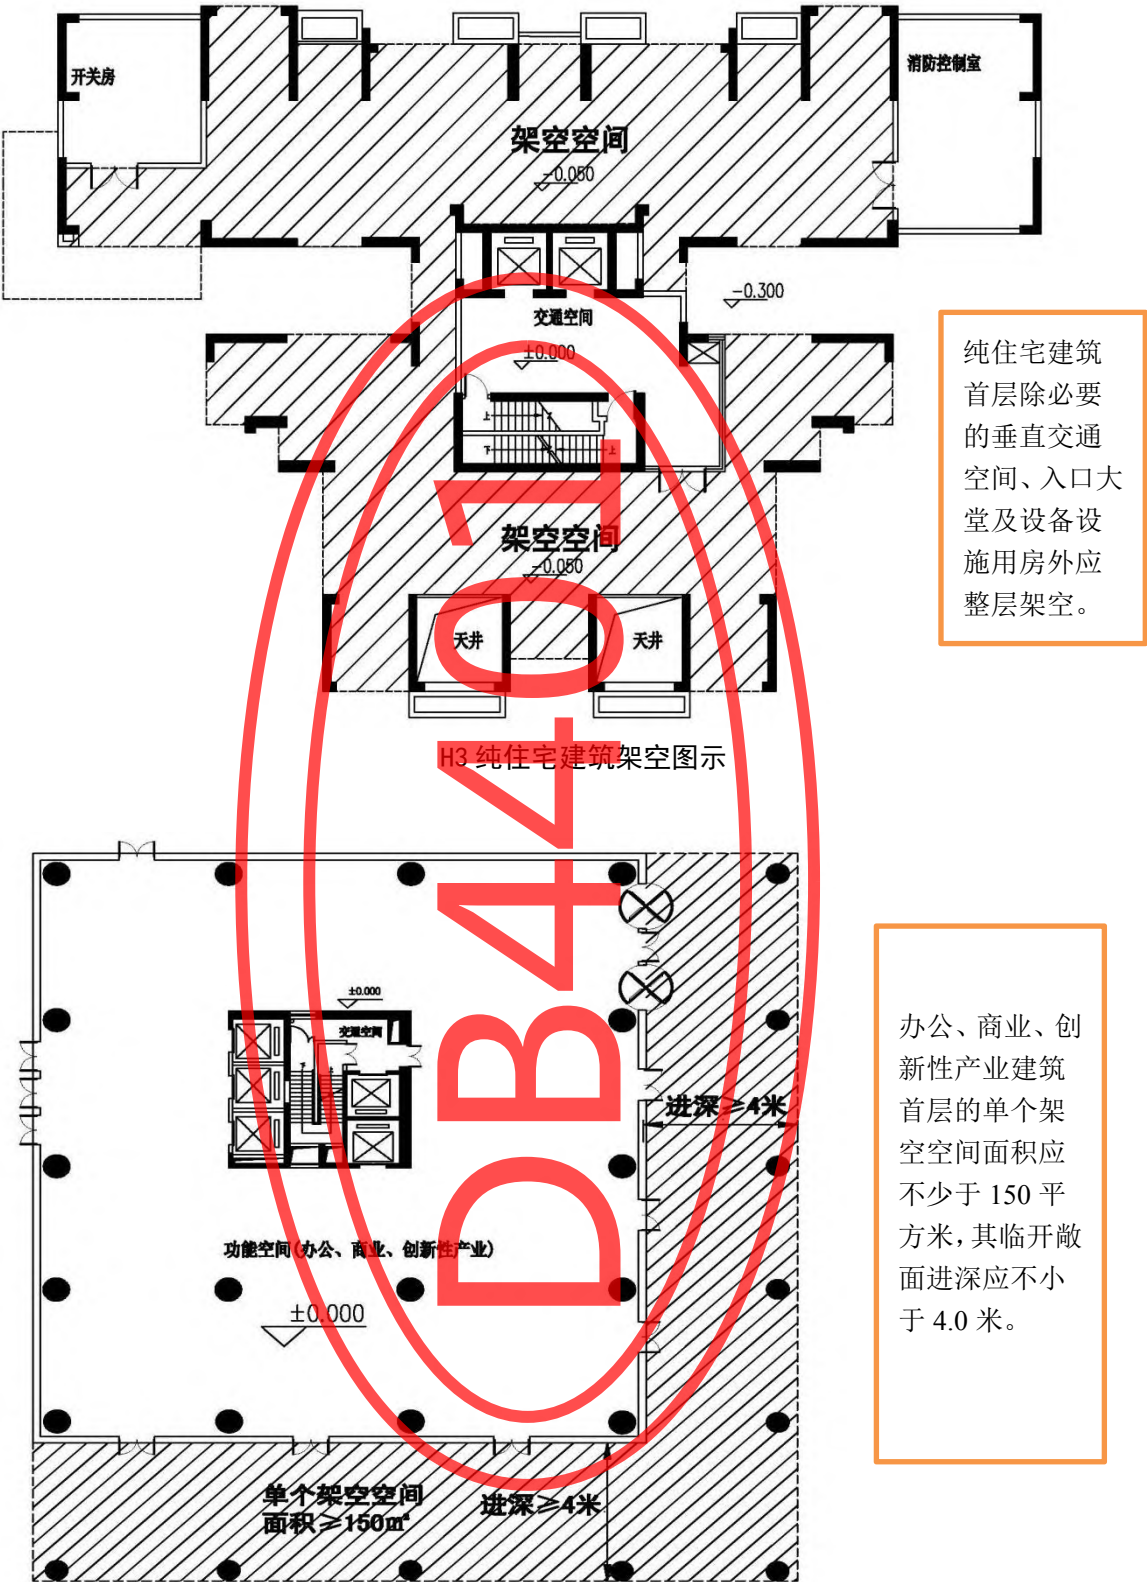 开关房
消防控制室
架空空间
-0.050
-0.300
交通空间
±0.000
上
下
上
纯住宅建筑
首层除必要
的垂直交通
空间、入口大
堂及设备设
施用房外应
整层架空。
架空空间
-0.050
天井
天井
H3 纯住宅建筑架空图示
DB4401
±0.000
交通空间
进深≥4米
办公、商业、创
新性产业建筑
首层的单个架
空空间面积应
不少于 150 平
方米，其临开敞
面进深应不小
于 4.0 米。
功能空间(办公、商业、创新性产业)
±0.000
单个架空空间
面积≥150㎡
进深≥4米